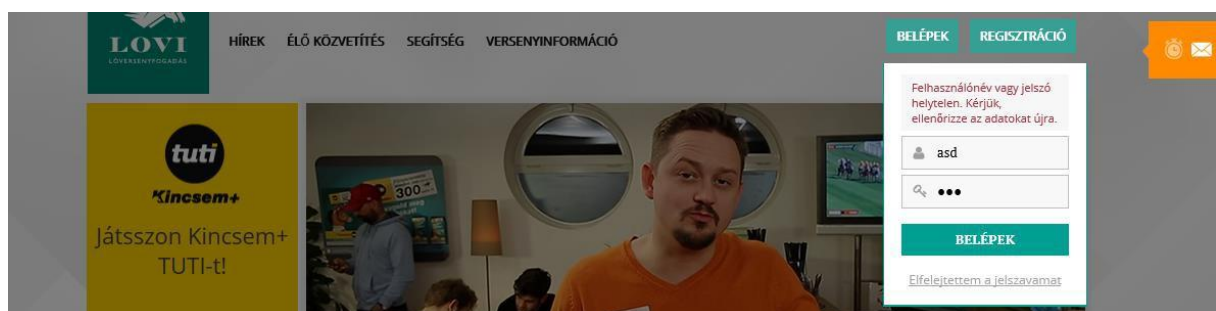 LOVI
LÓVERSENYFOGADÁS
HÍREK ÉLŐ KÖZVETÍTÉS SEGÍTSÉG VERSENYINFORMÁCIÓ
BELÉPEK REGISZTRÁCIÓ
Felhasználónév vagy jelszó
helytelen. Kérjük,
ellenőrizze az adatokat újra.
asd
BELÉPEK
Elfelejtettem a jelszavamat
tuti
Kincsem+
Játsszon Kincsem+
TUTI-t!
300